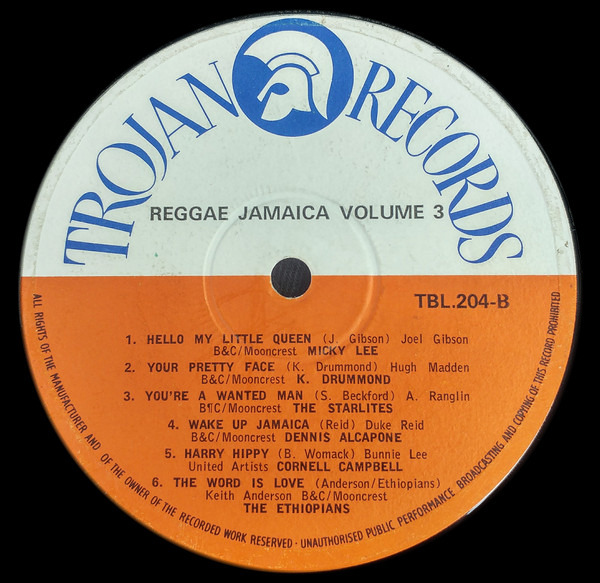 TROJAN RECORDS
REGGAE JAMAICA VOLUME 3
TBL.204-B
1. HELLO MY LITTLE QUEEN (J. Gibson) Joel Gibson
B&C/Mooncrest MICKY LEE
2. YOUR PRETTY FACE (K. Drummond) Hugh Madden
B&C/Mooncrest K. DRUMMOND
3. YOU'RE A WANTED MAN (S. Beckford) A. Ranglin
B¶C/Mooncrest THE STARLITES
4. WAKE UP JAMAICA (Reid) Duke Reid
B&C/Mooncrest DENNIS ALCAPONE
5. HARRY HIPPY (B. Womack) Bunnie Lee
United Artists CORNELL CAMPBELL
6. THE WORD IS LOVE (Anderson/Ethiopians)
Keith Anderson B&C/Mooncrest
THE ETHIOPIANS
ALL RIGHTS OF THE MANUFACTURER AND OF THE OWNER OF THE RECORDED WORK RESERVED · UNAUTHORISED PUBLIC PERFORMANCE BROADCASTING AND COPYING OF THIS RECORD PROHIBITED